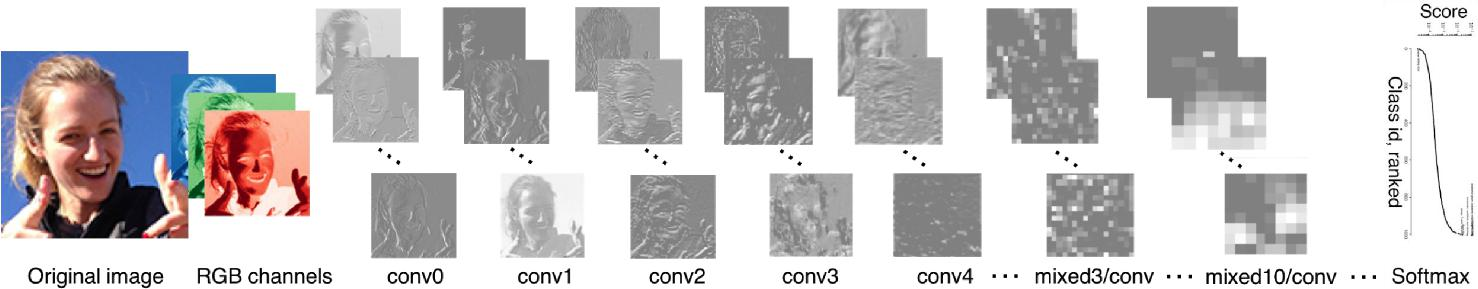 Score
Class id, ranked
Original image RGB channels conv0 conv1 conv2 conv3 conv4 ··· mixed3/conv ··· mixed10/conv ··· Softmax